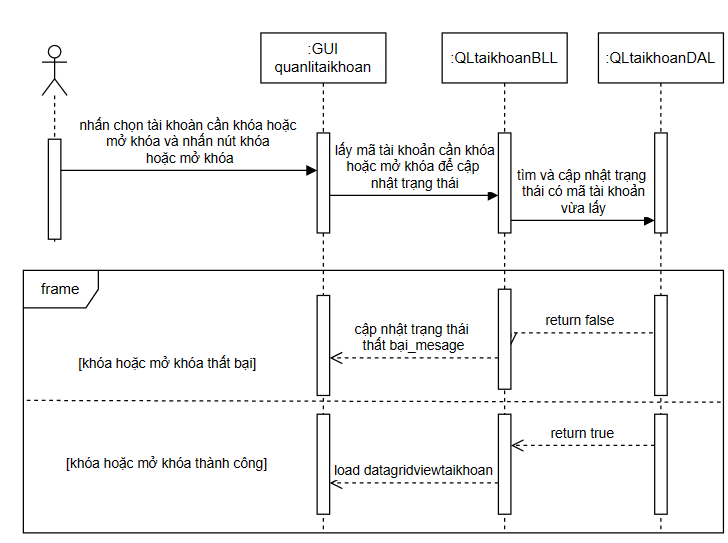 :GUI
quanlitaikhoan
:QLtaikhoanBLL
:QLtaikhoanDAL
nhấn chọn tài khoàn cần khóa hoặc
mở khóa và nhấn nút khóa
hoặc mở khóa
lấy mã tài khoản cần khóa
hoặc mở khóa để cập
nhật trạng thái
tìm và cập nhật trạng
thái có mã tài khoản
vừa lấy
frame
return false
cập nhật trạng thái
thất bại_mesage
[khóa hoặc mở khóa thất bại]
return true
[khóa hoặc mở khóa thành công]
load datagridviewtaikhoan